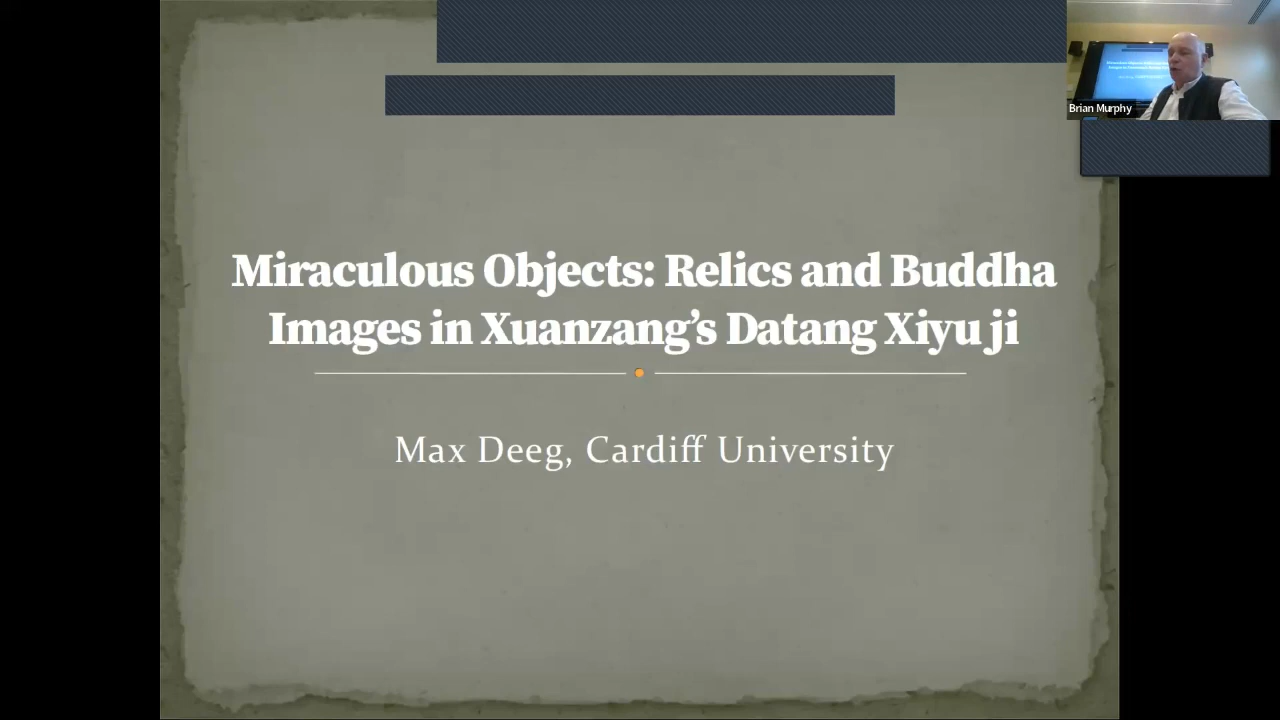 Brian Murphy
Miraculous Objects: Relics and Buddha
Images in Xuanzang’s Datang Xiyu ji
Max Deeg, Cardiff University